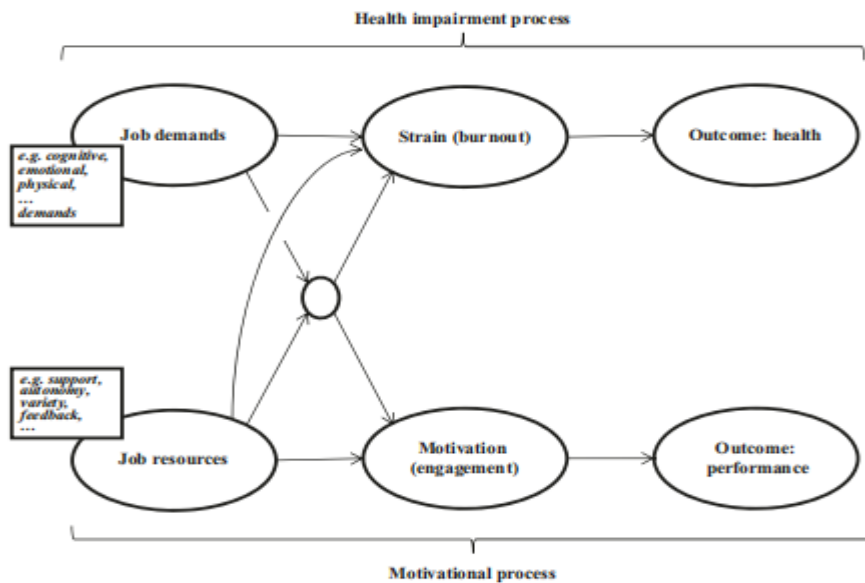 Health impairment process
Job demands
Strain (burnout)
Outcome: health
e.g. cognitive,
emotional,
physical,
...
demands
e.g. support,
autonomy,
variety,
feedback,
...
Job resources
Motivation
(engagement)
Outcome:
performance
Motivational process